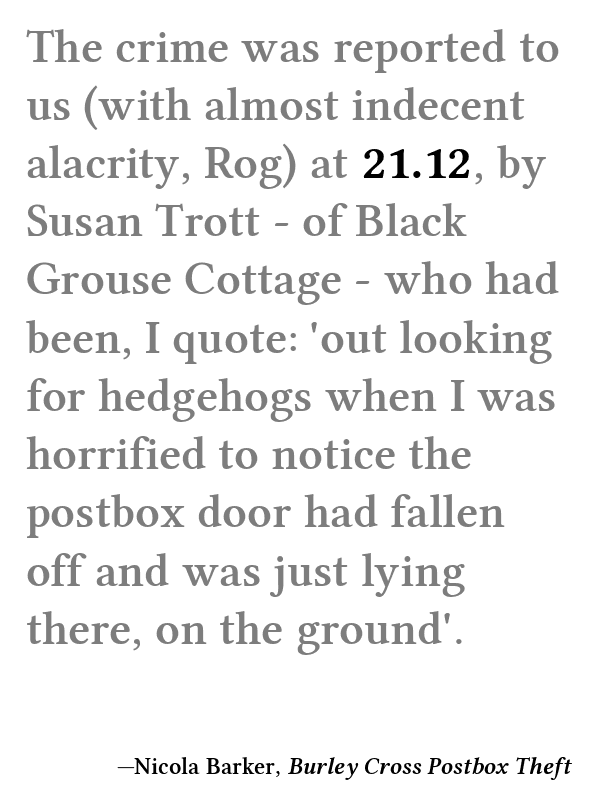 The crime was reported to
us (with almost indecent
alacrity, Rog) at 21.12, by
Susan Trott - of Black
Grouse Cottage - who had
been, I quote: 'out looking
for hedgehogs when I was
horrified to notice the
postbox door had fallen
off and was just lying
there, on the ground'.
—Nicola Barker, Burley Cross Postbox Theft